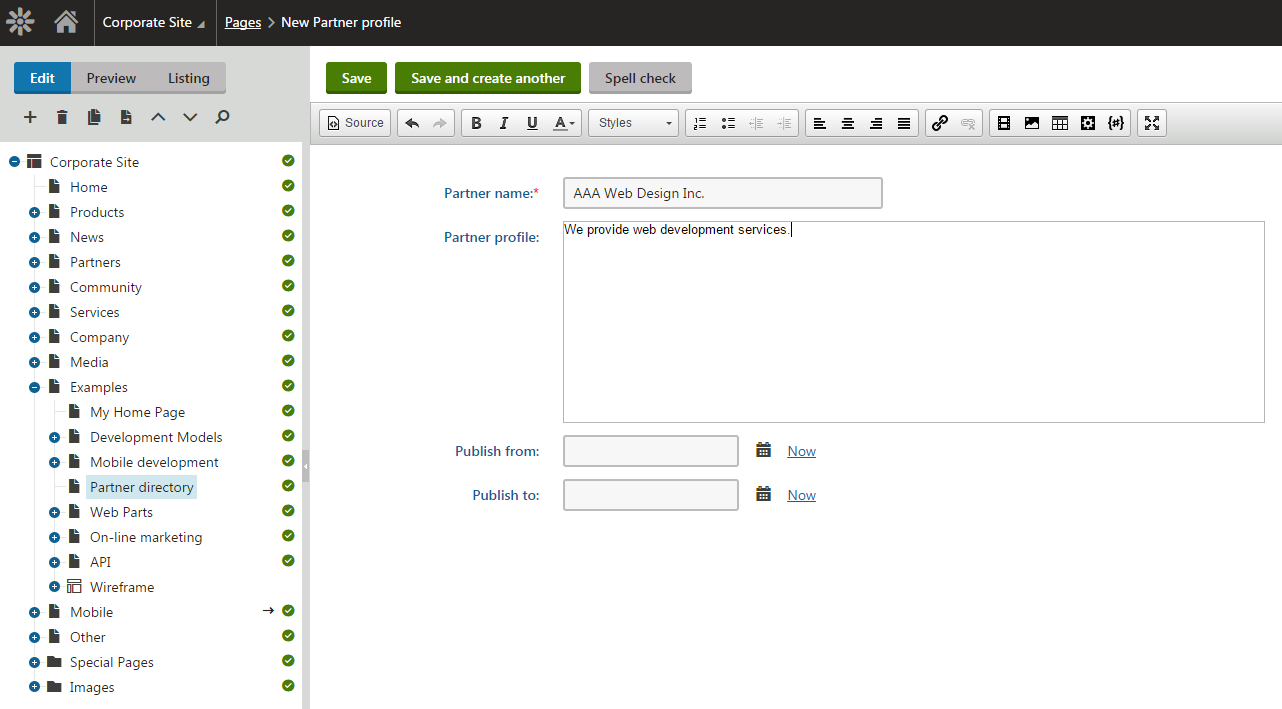 Corporate Site Pages > New Partner profile
Edit Preview Listing
Save Save and create another Spell check
Source B I U A Styles {#}
Corporate Site
Home
Products
News
Partners
Community
Services
Company
Media
Examples
My Home Page
Development Models
Mobile development
Partner directory
Web Parts
On-line marketing
API
Wireframe
Mobile
Other
Special Pages
Images
Partner name:* AAA Web Design Inc.
Partner profile: We provide web development services.
Publish from: Now
Publish to: Now